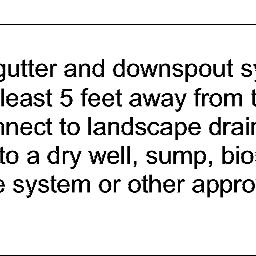 gutter and downspout sy
least 5 feet away from t
nnect to landscape drain
to a dry well, sump, bio
e system or other appro